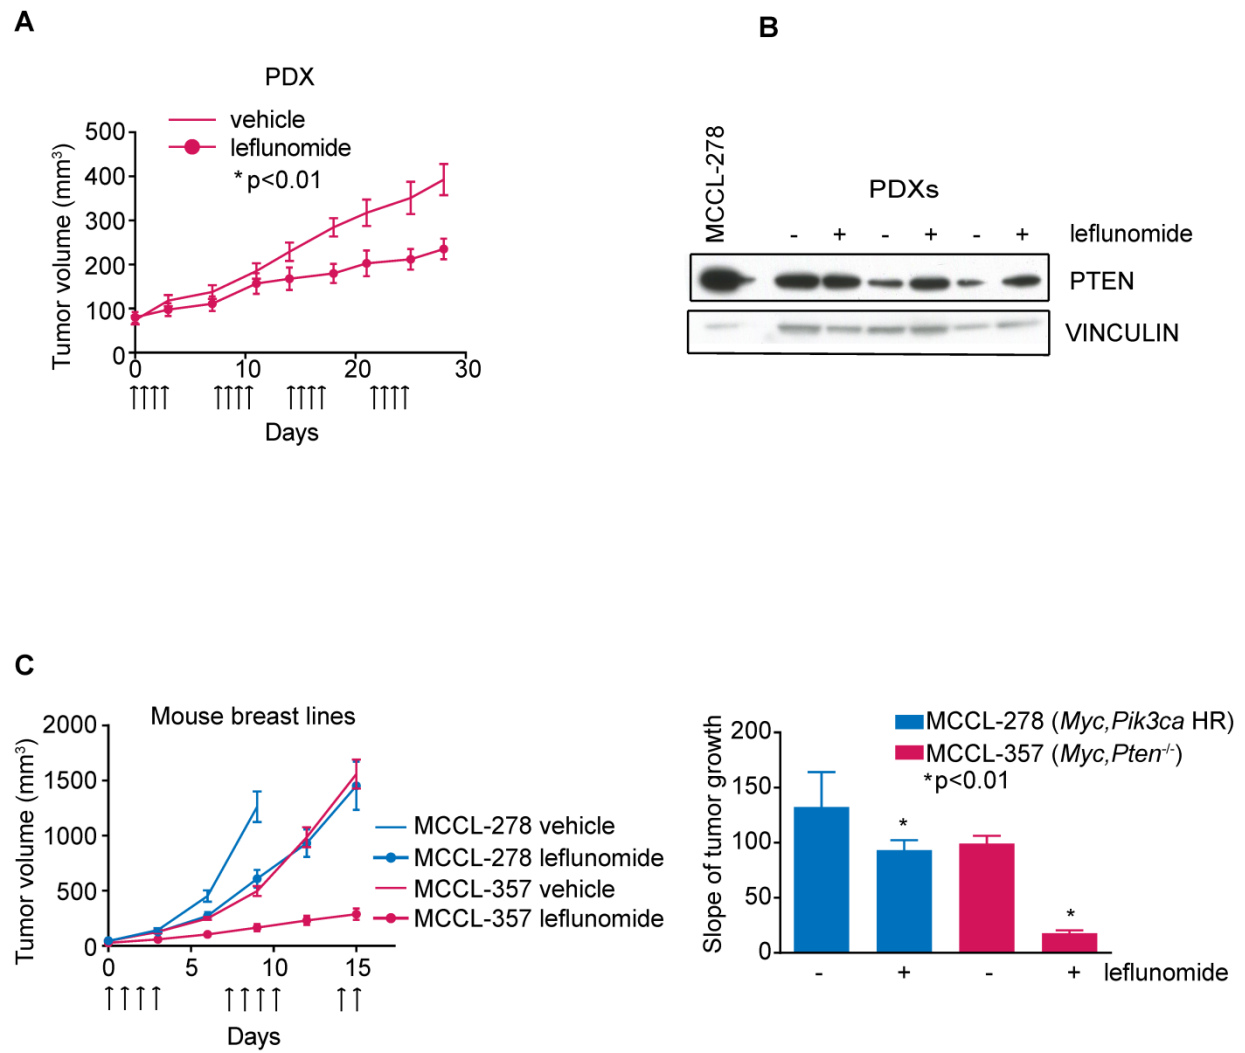 A
PDX
vehicle
leflunomide
*p<0.01
Tumor volume (mm³)
500
400
300
200
100
0
0 10 20 30
↑↑↑↑ ↑↑↑↑ ↑↑↑↑ ↑↑↑↑
Days
B
MCCL-278
PDXs
- + - + - + leflunomide
PTEN
VINCULIN
C
Mouse breast lines
Tumor volume (mm³)
2000
1500
1000
500
0
0 5 10 15
↑↑↑↑ ↑↑↑↑ ↑↑
Days
MCCL-278 vehicle
MCCL-278 leflunomide
MCCL-357 vehicle
MCCL-357 leflunomide
MCCL-278 (Myc,Pik3ca HR)
MCCL-357 (Myc,Pten-/-)
*p<0.01
Slope of tumor growth
200
150
100
50
0
* *
- + - + leflunomide